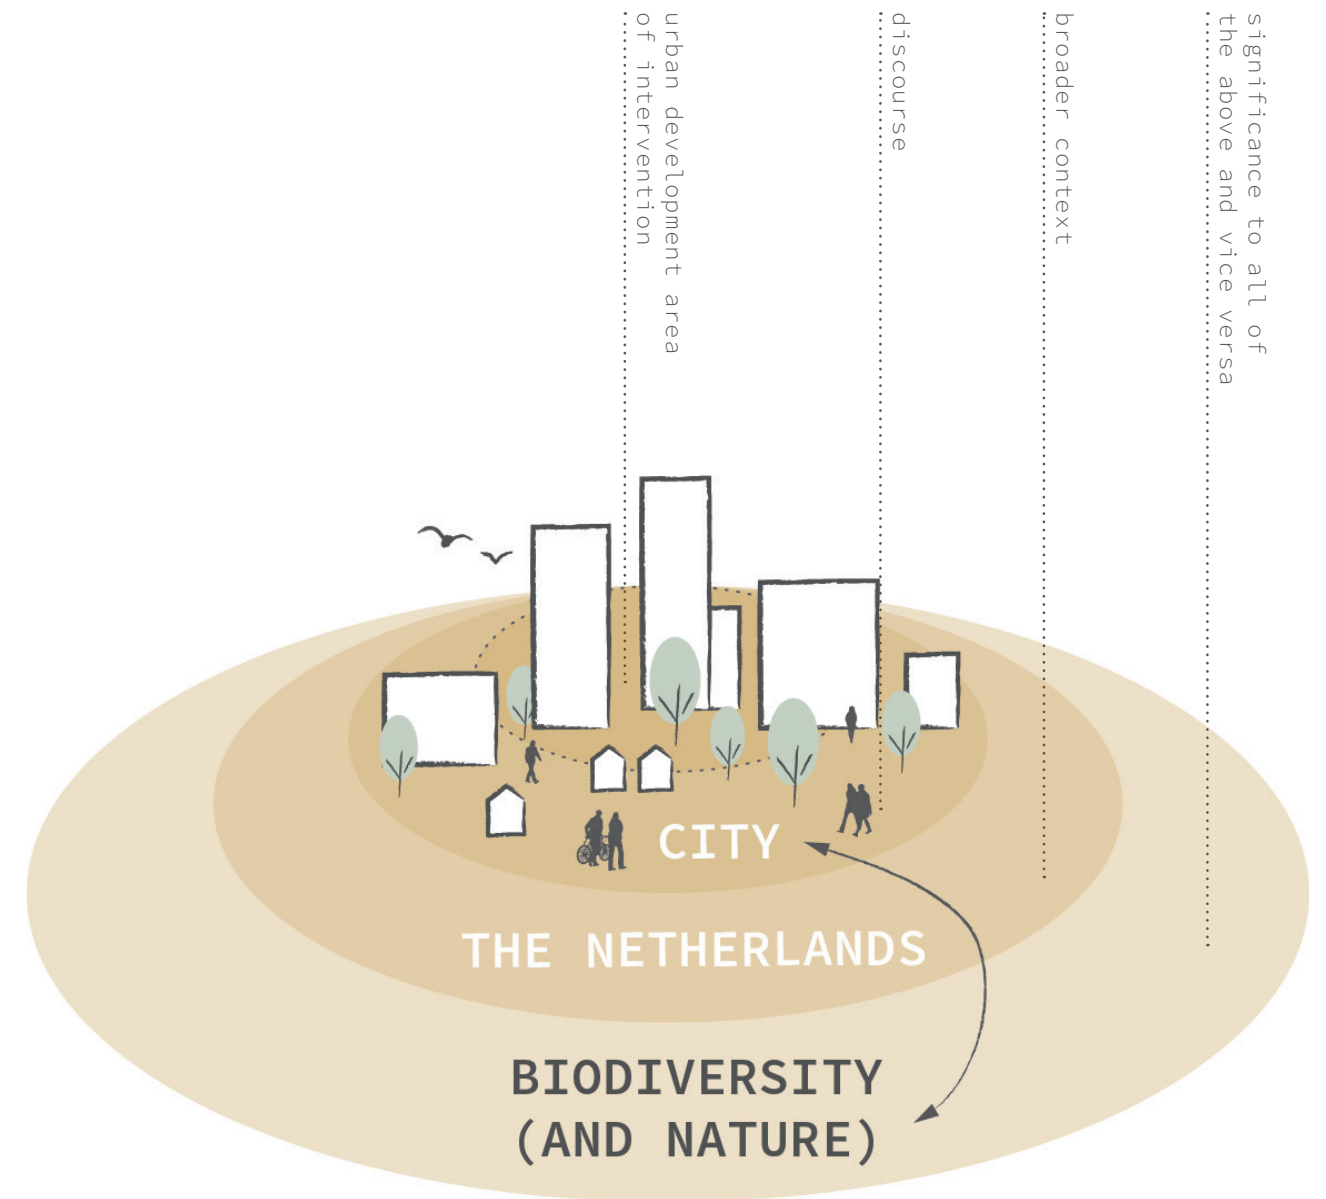 urban development area
of intervention
discourse
broader context
significance to all of
the above and vice versa
CITY
THE NETHERLANDS
BIODIVERSITY
(AND NATURE)